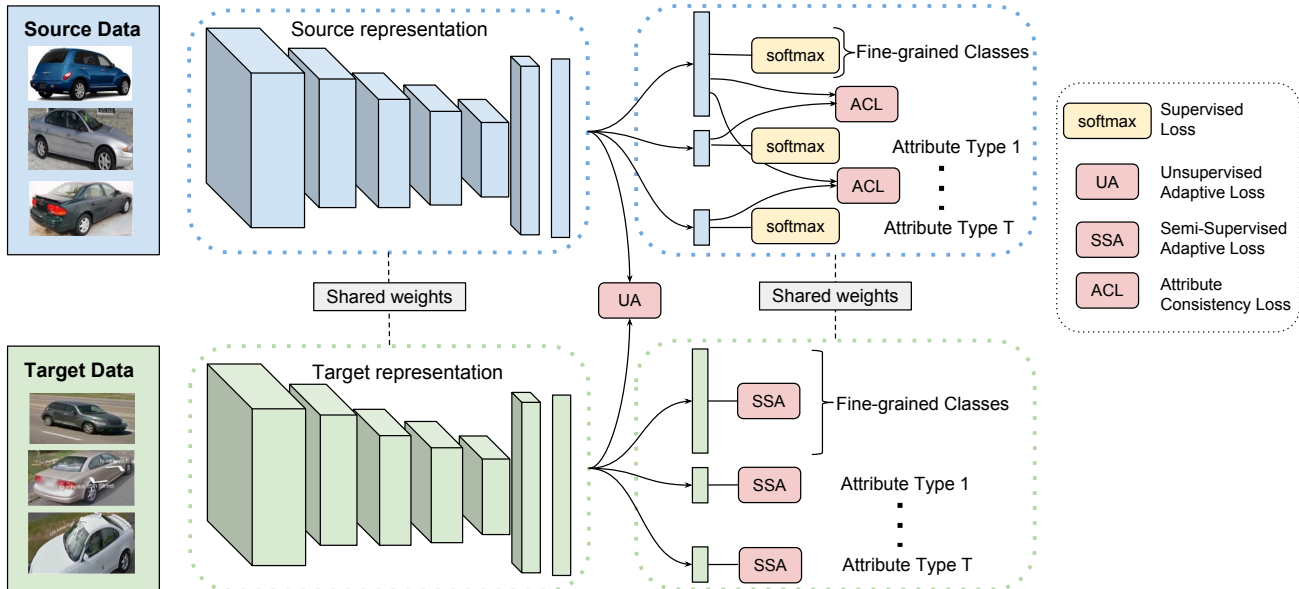 Source Data
Source representation
softmax
Fine-grained Classes
ACL
softmax
Attribute Type 1
ACL
softmax
Attribute Type T
Shared weights
UA
Shared weights
softmax
Supervised
Loss
UA
Unsupervised
Adaptive Loss
SSA
Semi-Supervised
Adaptive Loss
ACL
Attribute
Consistency Loss
Target Data
Target representation
SSA
Fine-grained Classes
SSA
Attribute Type 1
SSA
Attribute Type T